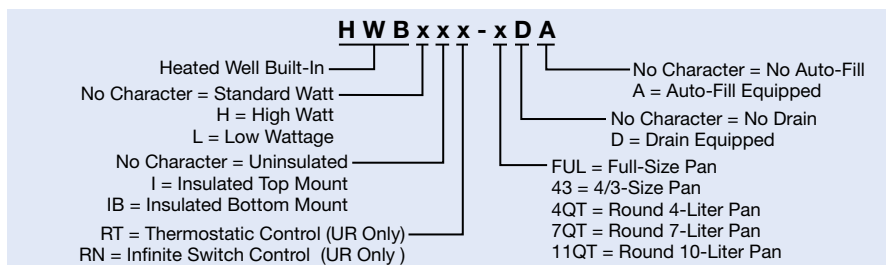 H W B x x x - x D A
Heated Well Built-In
No Character = Standard Watt
H = High Watt
L = Low Wattage
No Character = Uninsulated
I = Insulated Top Mount
IB = Insulated Bottom Mount
RT = Thermostatic Control (UR Only)
RN = Infinite Switch Control (UR Only )
No Character = No Auto-Fill
A = Auto-Fill Equipped
No Character = No Drain
D = Drain Equipped
FUL = Full-Size Pan
43 = 4/3-Size Pan
4QT = Round 4-Liter Pan
7QT = Round 7-Liter Pan
11QT = Round 10-Liter Pan